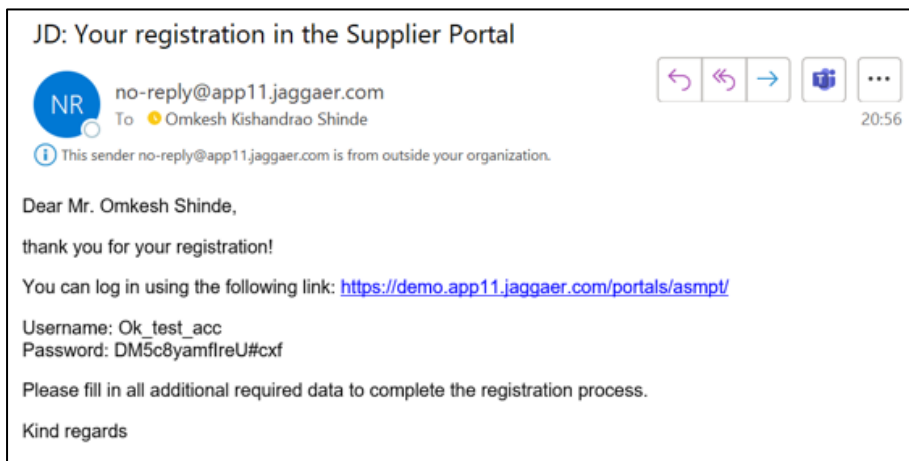 JD: Your registration in the Supplier Portal
NR
no-reply@app11.jaggaer.com
To Omkesh Kishandrao Shinde
20:56
This sender no-reply@app11.jaggaer.com is from outside your organization.
Dear Mr. Omkesh Shinde,
thank you for your registration!
You can log in using the following link: https://demo.app11.jaggaer.com/portals/asmpt/
Username: Ok_test_acc
Password: DM5c8yamfIreU#cxf
Please fill in all additional required data to complete the registration process.
Kind regards